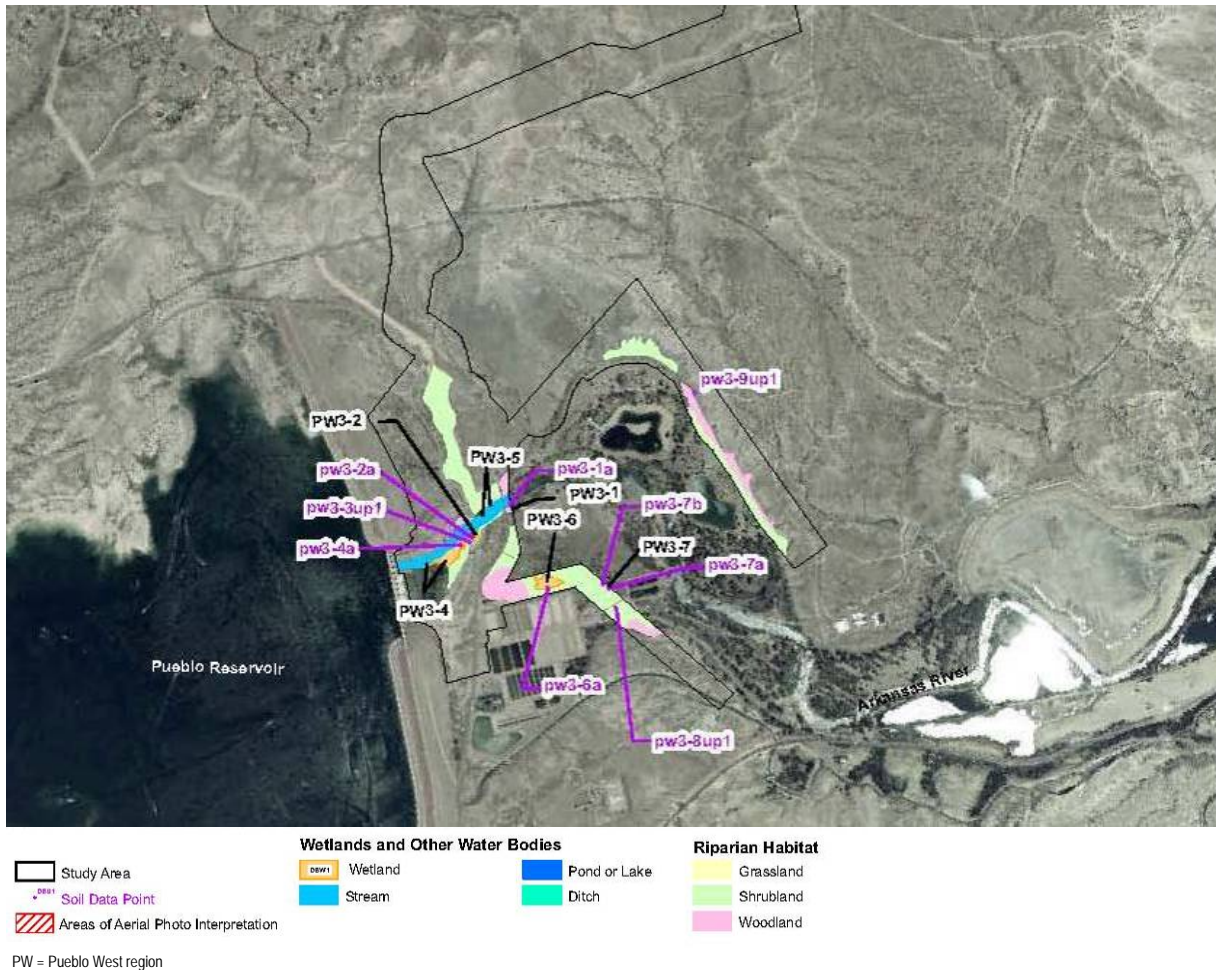 pw3-9up1
PW3-2
PW3-5
pw3-2a
pw3-1a
PW3-1
pw3-7b
pw3-3up1
PW3-6
PW3-7
pw3-4a
pw3-7a
PW3-4
Pueblo Reservoir
pw3-6a
Arkansas River
pw3-8up1
Wetlands and Other Water Bodies
Riparian Habitat
Study Area
DBW1
Wetland
Pond or Lake
Grassland
DBS1
Soil Data Point
Stream
Ditch
Shrubland
Areas of Aerial Photo Interpretation
Woodland
PW = Pueblo West region